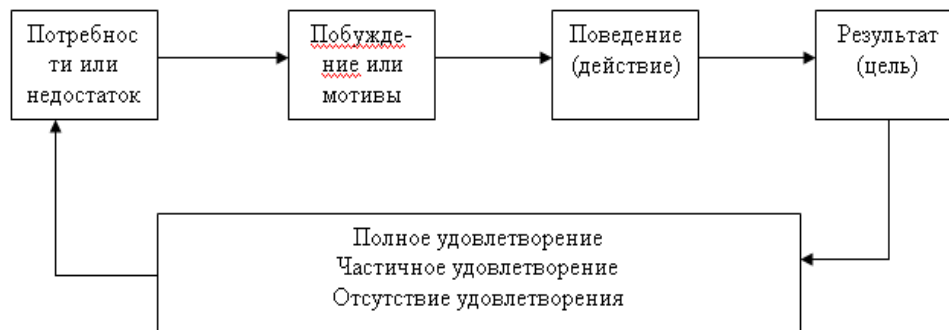 Потребнос
ти или
недостаток
Побужде-
ние или
мотивы
Поведение
(действие)
Результат
(цель)
Полное удовлетворение
Частичное удовлетворение
Отсутствие удовлетворения